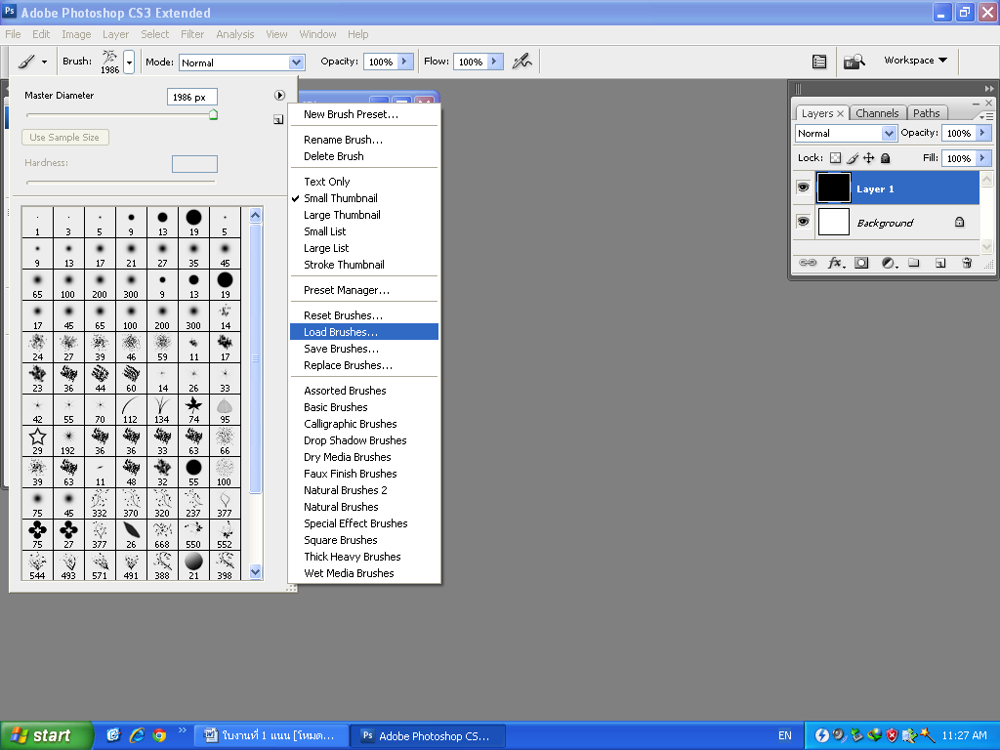 Ps Adobe Photoshop CS3 Extended
File Edit Image Layer Select Filter Analysis View Window Help
Brush: 1986 Mode: Normal Opacity: 100% Flow: 100% Workspace
Master Diameter 1986 px
Use Sample Size
Hardness:
1 3 5 9 13 19 5
9 13 17 21 27 35 45
65 100 200 300 9 13 19
17 45 65 100 200 300 14
24 27 39 46 59 11 17
23 36 44 60 14 26 33
42 55 70 112 134 74 95
29 192 36 36 33 63 66
39 63 11 48 32 55 100
75 45 332 370 320 237 377
75 27 377 26 668 550 552
544 493 571 491 388 21 398
New Brush Preset...
Rename Brush...
Delete Brush
Text Only
Small Thumbnail
Large Thumbnail
Small List
Large List
Stroke Thumbnail
Preset Manager...
Reset Brushes...
Load Brushes...
Save Brushes...
Replace Brushes...
Assorted Brushes
Basic Brushes
Calligraphic Brushes
Drop Shadow Brushes
Dry Media Brushes
Faux Finish Brushes
Natural Brushes 2
Natural Brushes
Special Effect Brushes
Square Brushes
Thick Heavy Brushes
Wet Media Brushes
Layers Channels Paths
Normal Opacity: 100%
Lock: Fill: 100%
Layer 1
Background
start ใบงานที่ 1 แนน [โหมด... Ps Adobe Photoshop CS... EN 11:27 AM